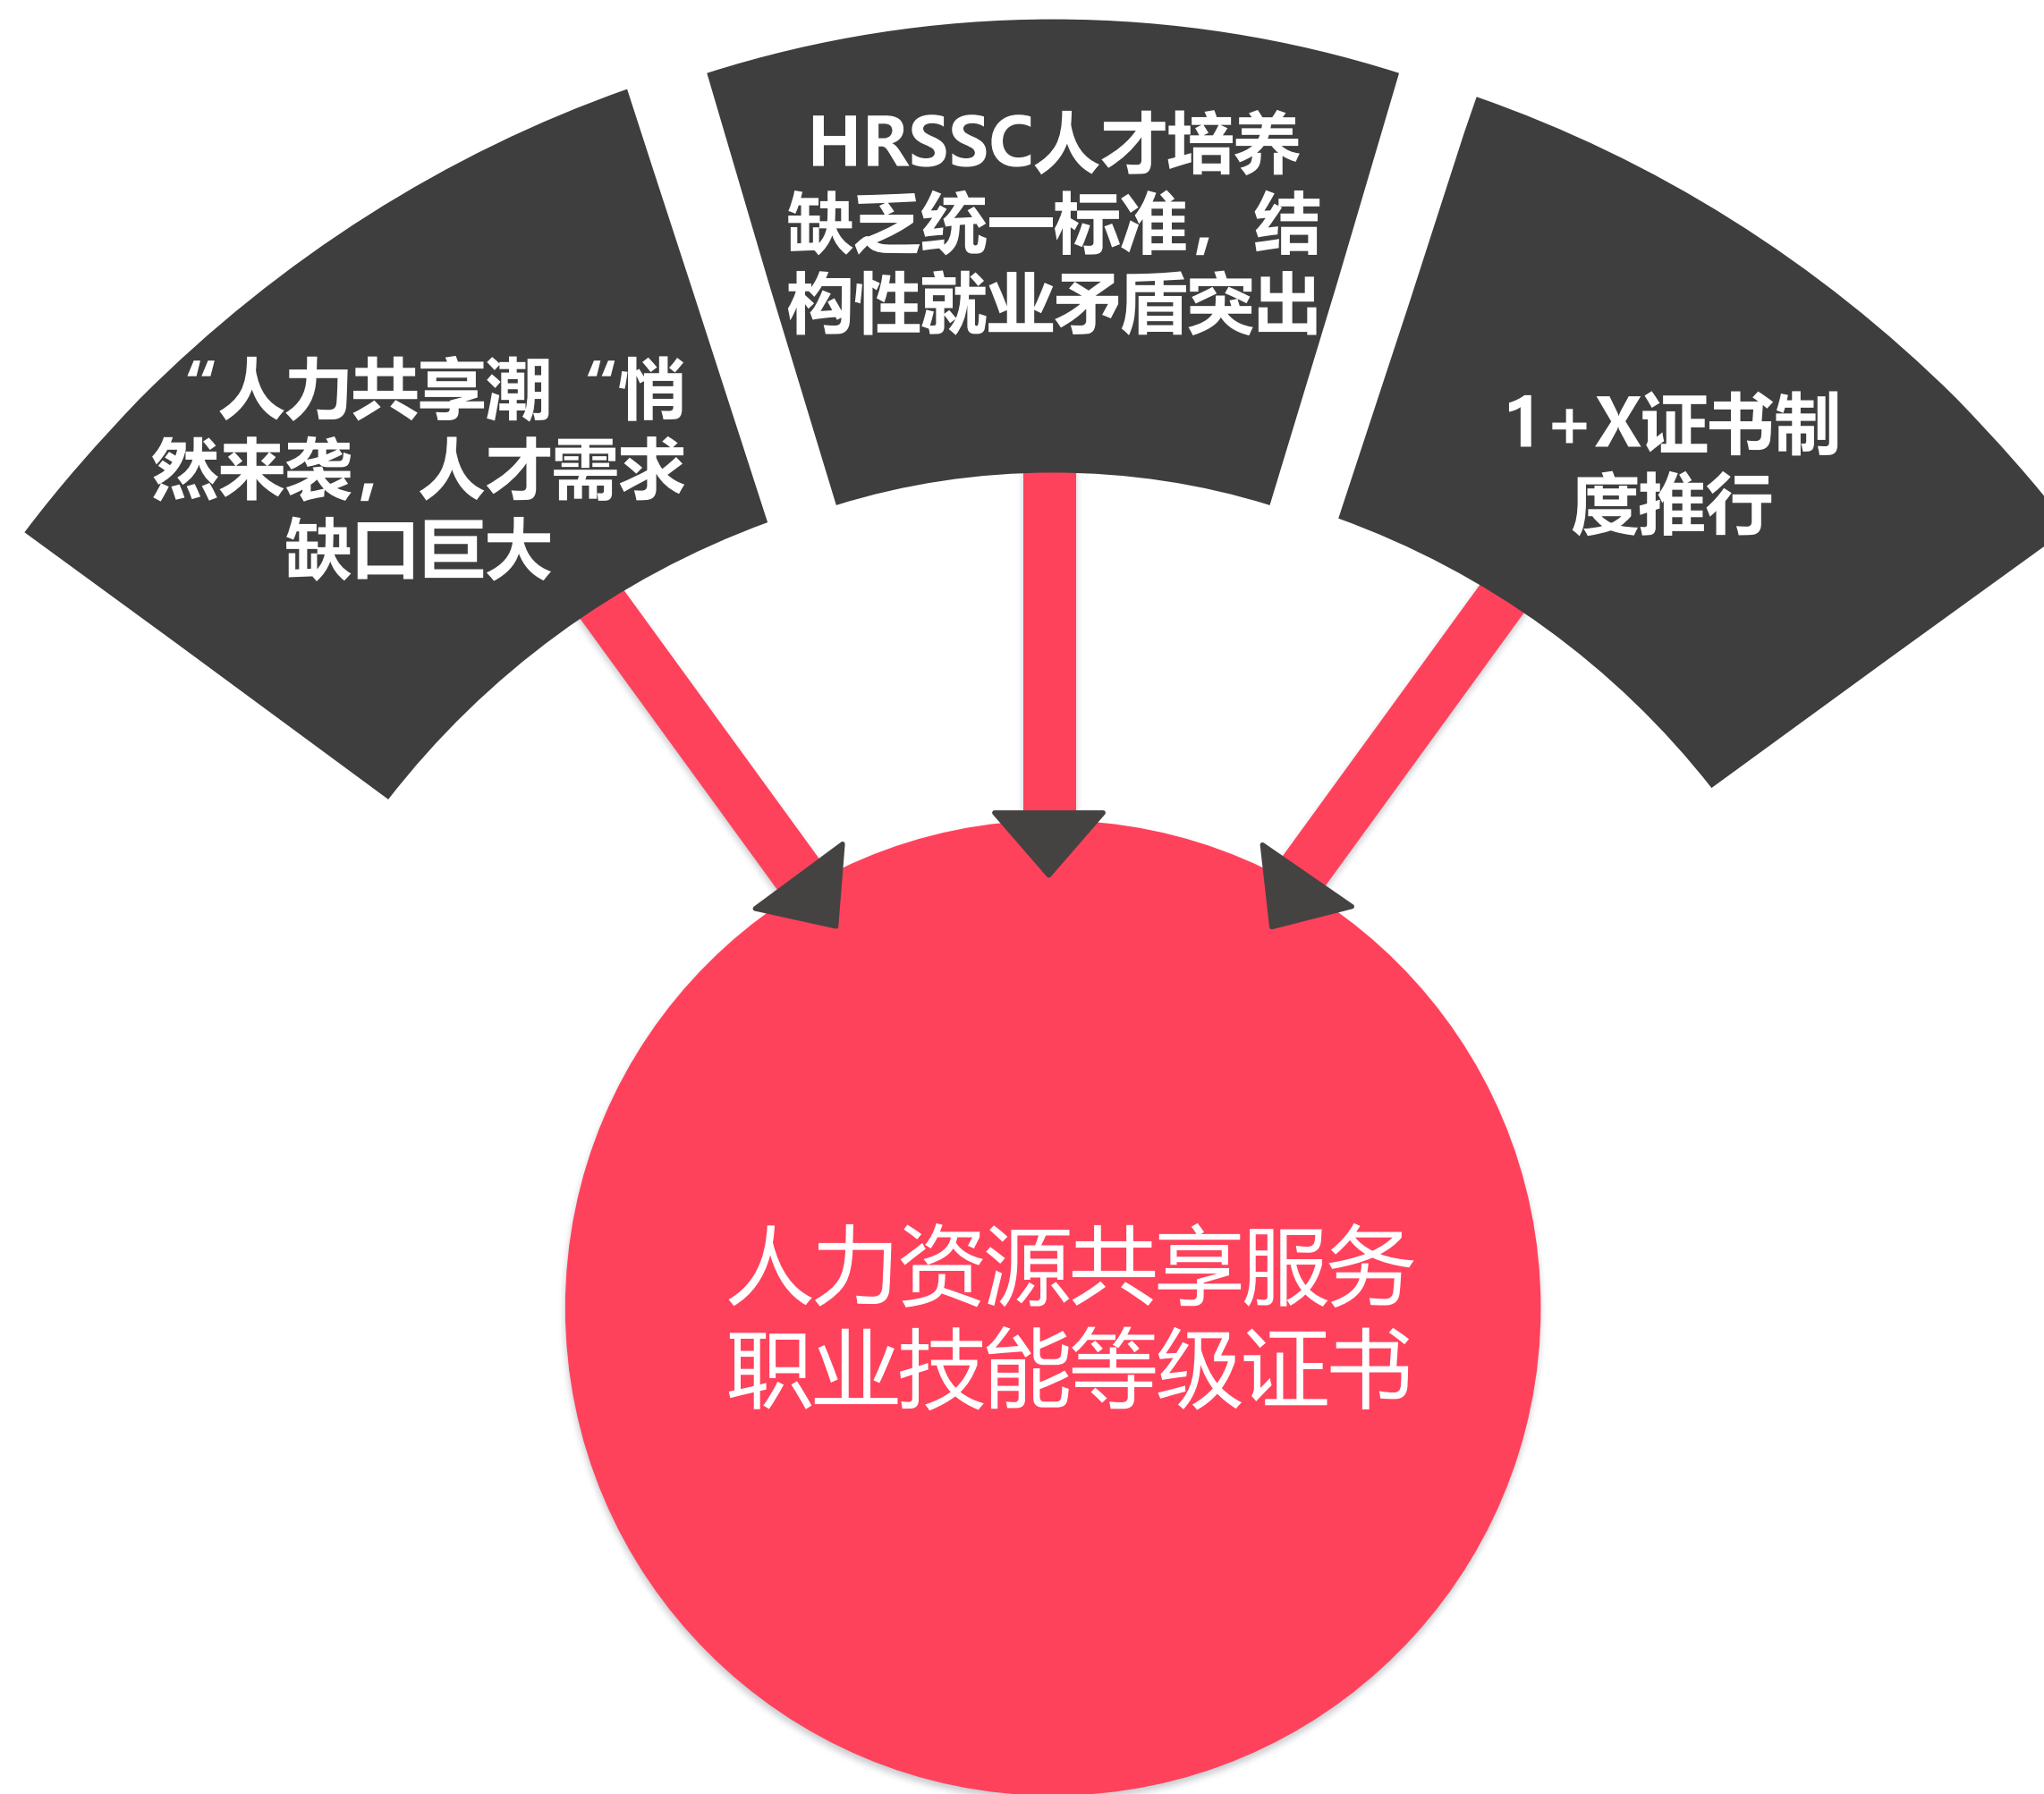 “人力共享潮 “悄
然来务,  人才需求
缺口巨大
HRSSC人才培养
缺乏统一标准, 结
构性就业矛盾突出
1+X证书制
度推行
人力资源共享服务
职业技能等级证书